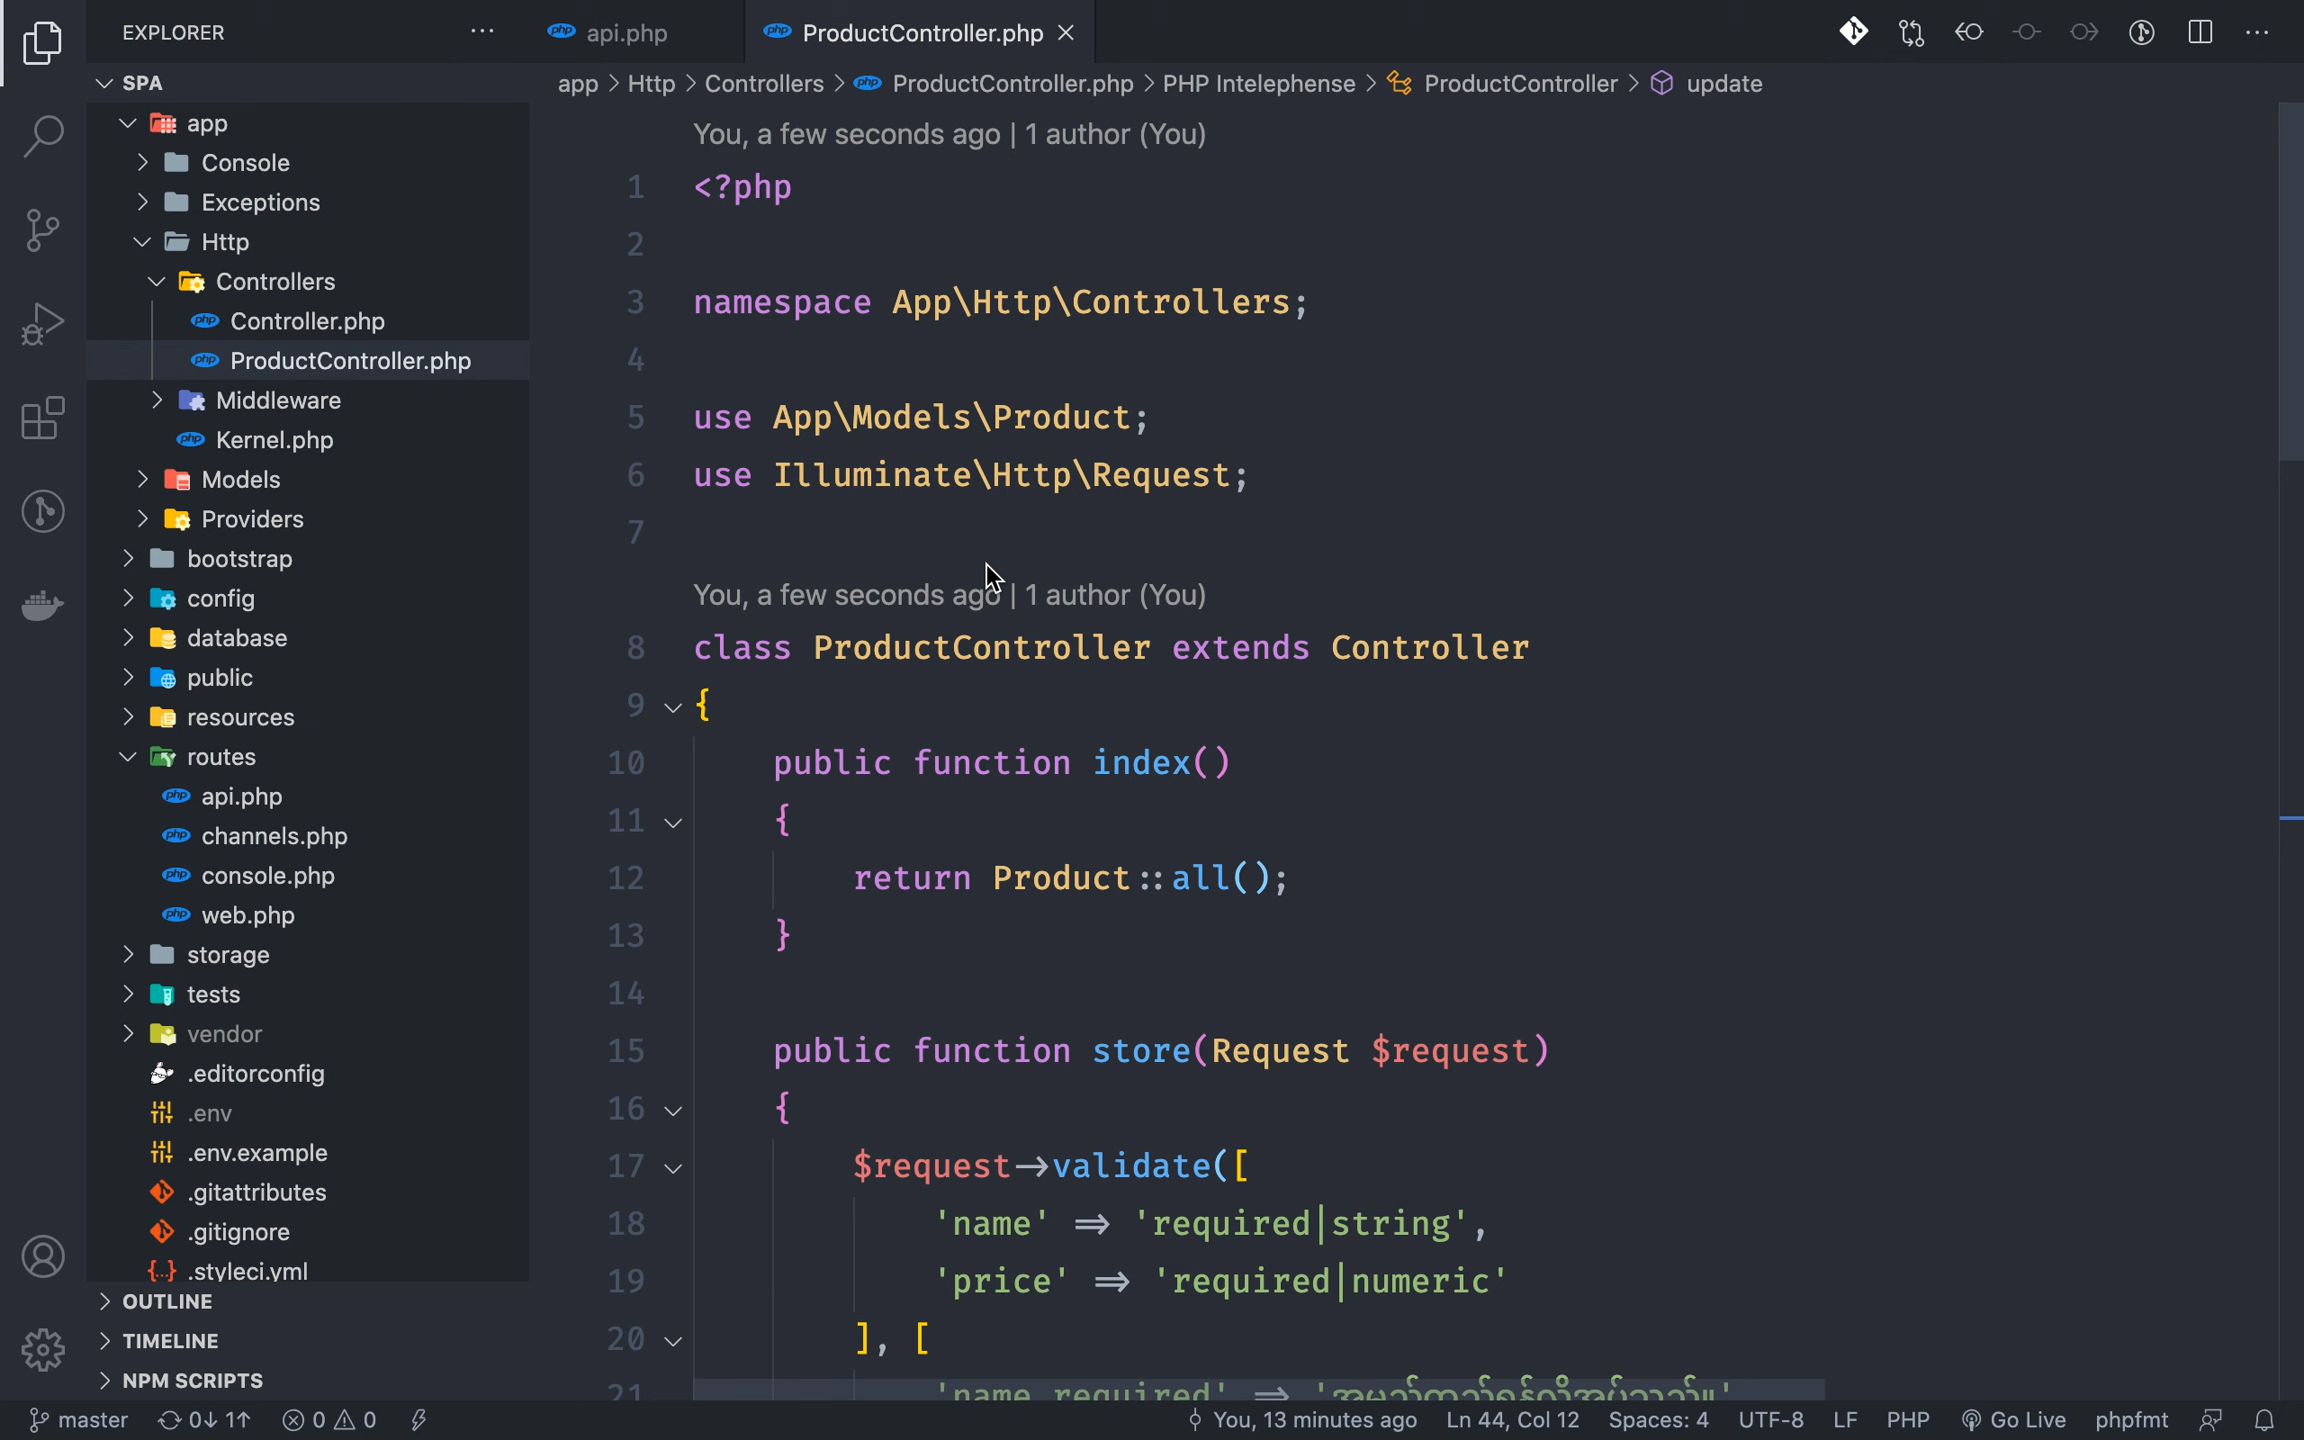 EXPLORER
api.php
ProductController.php
SPA
app > Http > Controllers > ProductController.php > PHP Intelephense > ProductController > update
app
Console
Exceptions
Http
Controllers
Controller.php
ProductController.php
Middleware
Kernel.php
Models
Providers
bootstrap
config
database
public
resources
routes
api.php
channels.php
console.php
web.php
storage
tests
vendor
.editorconfig
.env
.env.example
.gitattributes
.gitignore
.styleci.yml
OUTLINE
TIMELINE
NPM SCRIPTS
You, a few seconds ago | 1 author (You)
1 <?php
2
3 namespace App\Http\Controllers;
4
5 use App\Models\Product;
6 use Illuminate\Http\Request;
7
You, a few seconds ago | 1 author (You)
8 class ProductController extends Controller
9 {
10 public function index()
11 {
12 return Product::all();
13 }
14
15 public function store(Request $request)
16 {
17 $request->validate([
18 'name' => 'required|string',
19 'price' => 'required|numeric'
20 ], [
21 'name required' =>
master 0↓ 1↑ 0 0 You, 13 minutes ago Ln 44, Col 12 Spaces: 4 UTF-8 LF PHP Go Live phpfmt